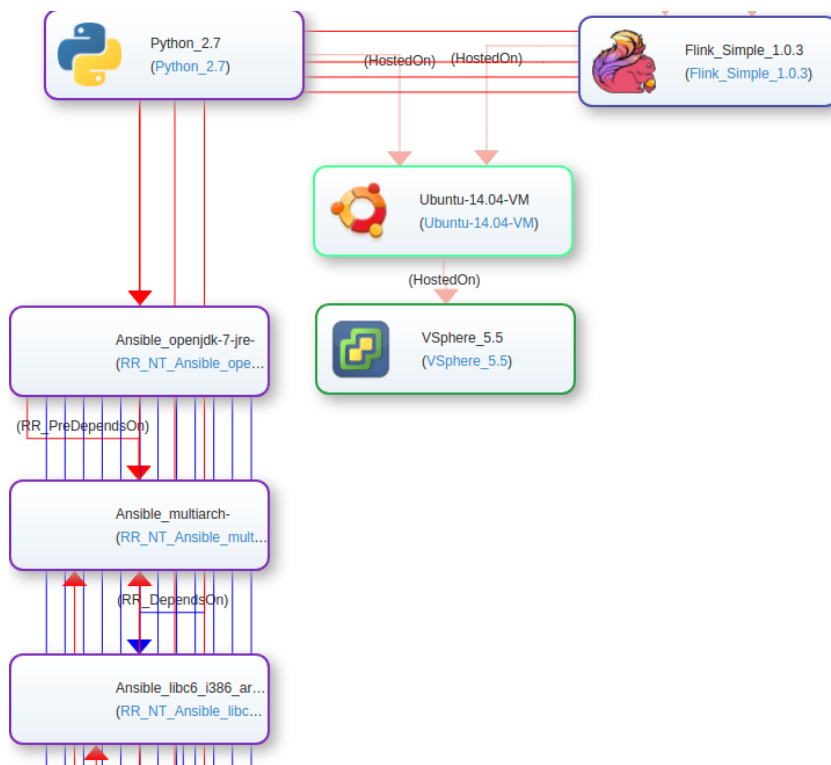 Python_2.7
(Python_2.7)
Flink_Simple_1.0.3
(Flink_Simple_1.0.3)
(HostedOn)
(HostedOn)
Ubuntu-14.04-VM
(Ubuntu-14.04-VM)
(HostedOn)
VSphere_5.5
(VSphere_5.5)
Ansible_openjdk-7-jre-
(RR_NT_Ansible_ope...
(RR_PreDependsOn)
Ansible_multiarch-
(RR_NT_Ansible_mult...
(RR_DependsOn)
Ansible_libc6_i386_ar...
(RR_NT_Ansible_libc...